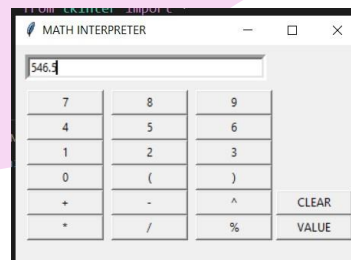 from tkinter import *
MATH INTERPRETER
546.5
7 8 9
4 5 6
1 2 3
0 ( )
+ - ^ CLEAR
* / % VALUE